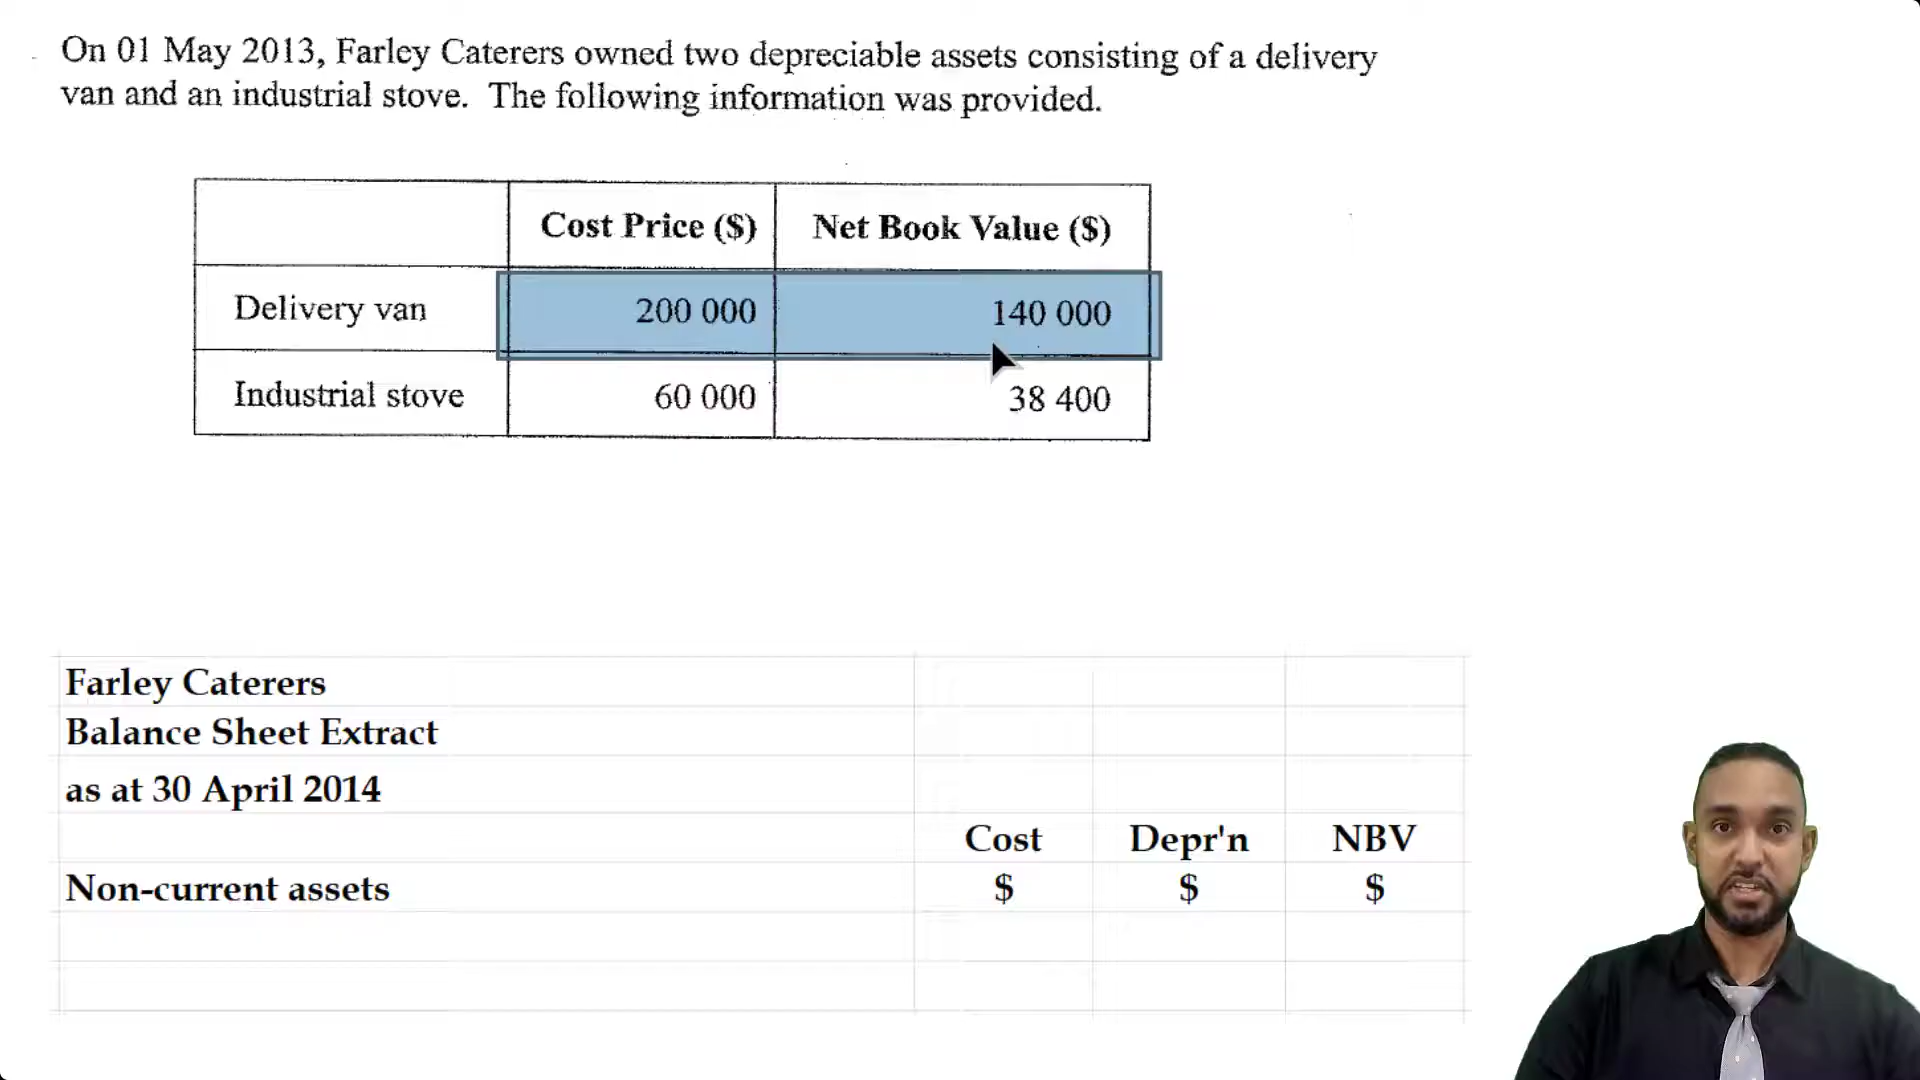 On 01 May 2013, Farley Caterers owned two depreciable assets consisting of a delivery
van and an industrial stove. The following information was provided.
Cost Price ($) Net Book Value ($)
Delivery van 200 000 140 000
Industrial stove 60 000 38 400
Farley Caterers
Balance Sheet Extract
as at 30 April 2014
Cost Depr'n NBV
Non-current assets $ $ $